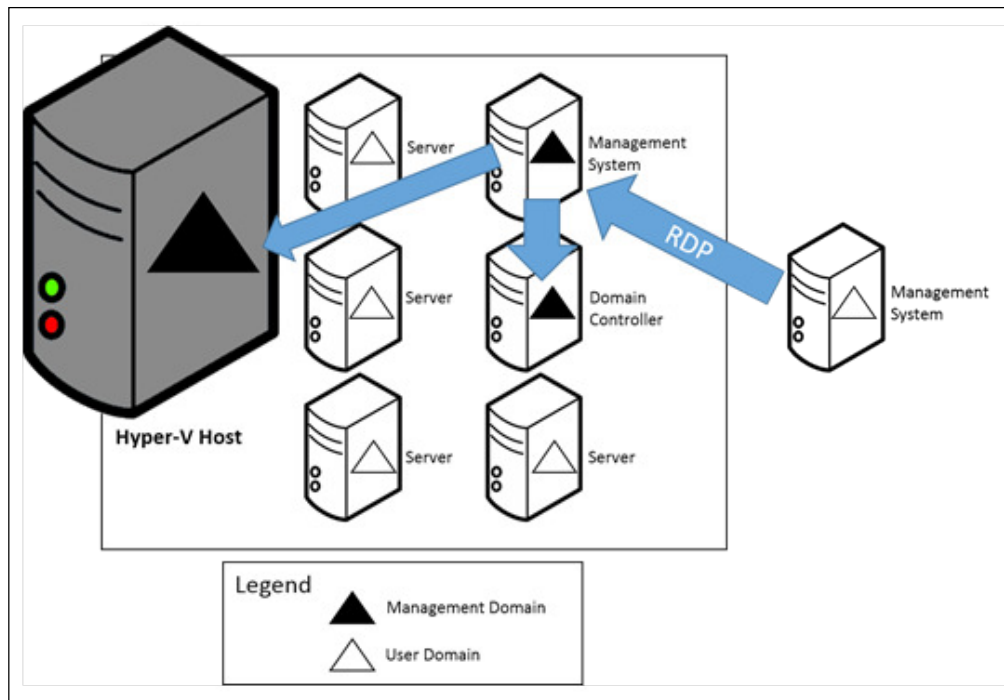 Server
Management
System
RDP
Server
Domain
Controller
Management
System
Hyper-V Host
Server
Server
Legend
Management Domain
User Domain